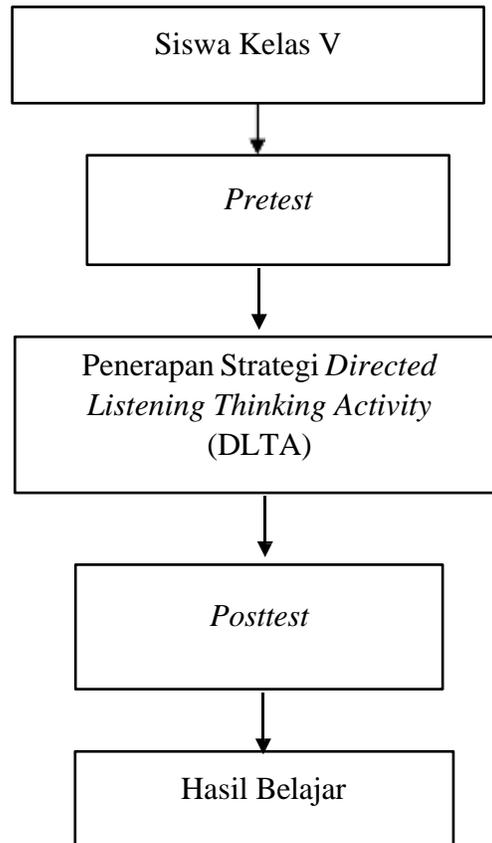 Siswa Kelas V
Pretest
Penerapan Strategi Directed
Listening Thinking Activity
(DLTA)
Posttest
Hasil Belajar